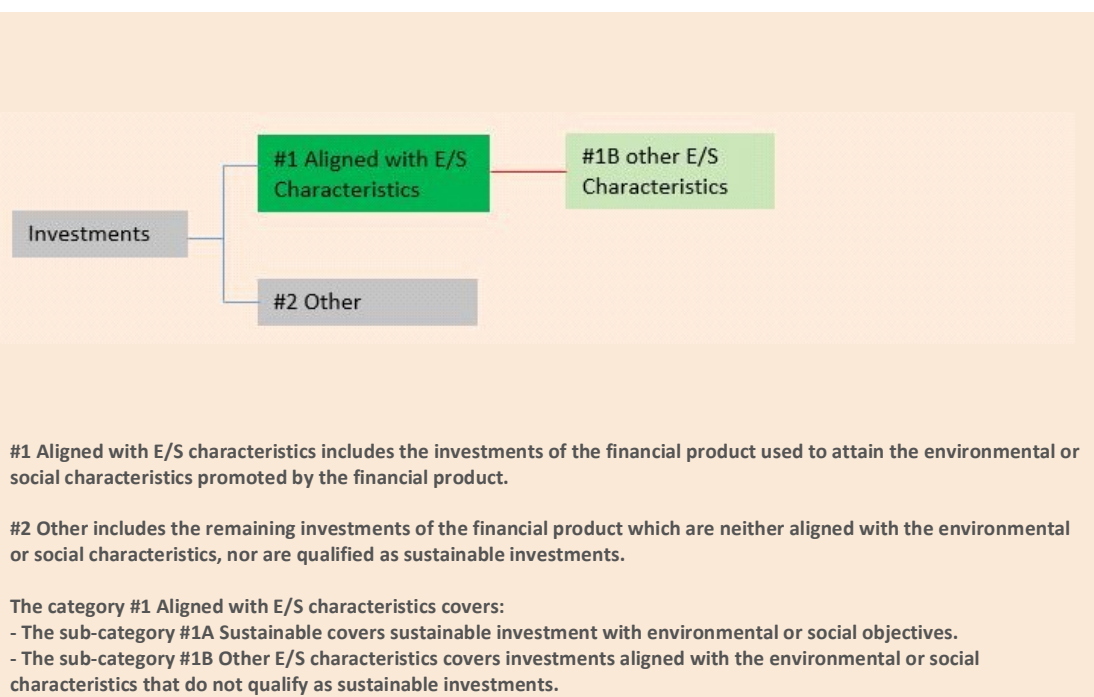 #1 Aligned with E/S
Characteristics
#1B other E/S
Characteristics
Investments
#2 Other
#1 Aligned with E/S characteristics includes the investments of the financial product used to attain the environmental or
social characteristics promoted by the financial product.
#2 Other includes the remaining investments of the financial product which are neither aligned with the environmental
or social characteristics, nor are qualified as sustainable investments.
The category #1 Aligned with E/S characteristics covers:
- The sub-category #1A Sustainable covers sustainable investment with environmental or social objectives.
- The sub-category #1B Other E/S characteristics covers investments aligned with the environmental or social
characteristics that do not qualify as sustainable investments.